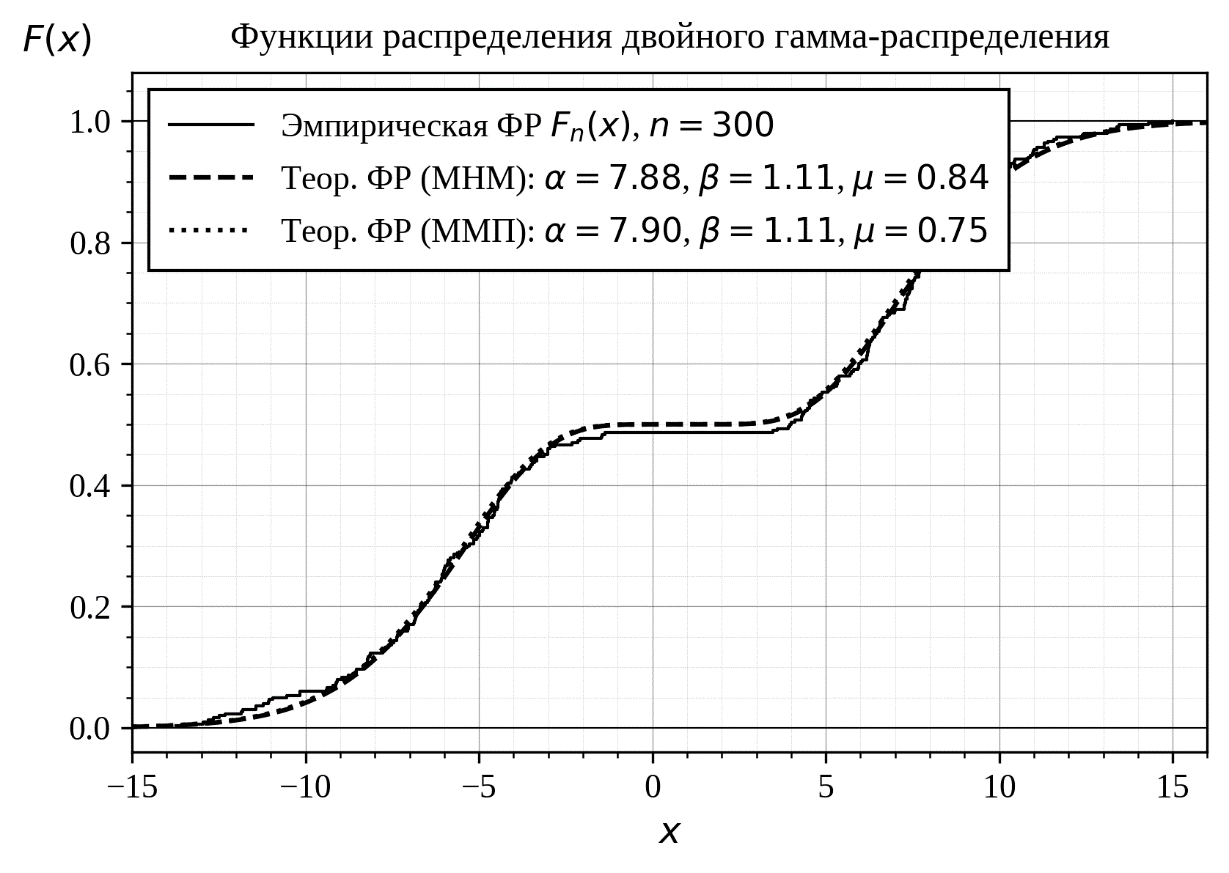 F(x)
Функции распределения двойного гамма-распределения
Эмпирическая ФР Fₙ(x), n = 300
Теор. ФР (МНМ): α = 7.88, β = 1.11, μ = 0.84
Теор. ФР (ММП): α = 7.90, β = 1.11, μ = 0.75
1.0
0.8
0.6
0.4
0.2
0.0
−15
−10
−5
0
5
10
15
x